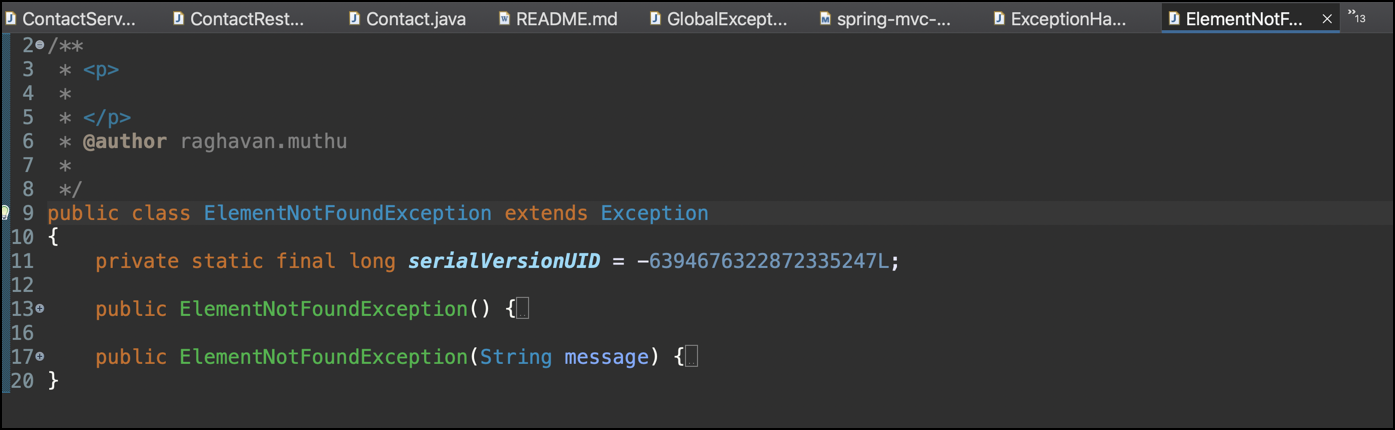 ContactServ... ContactRest... Contact.java README.md GlobalExcept... spring-mvc-... ExceptionHa... ElementNotF... × »13
2 /**
3  * <p>
4  *
5  * </p>
6  * @author raghavan.muthu
7  *
8  */
9 public class ElementNotFoundException extends Exception
10 {
11     private static final long serialVersionUID = -6394676322872335247L;
12
13     public ElementNotFoundException() {
16
17     public ElementNotFoundException(String message) {
20 }